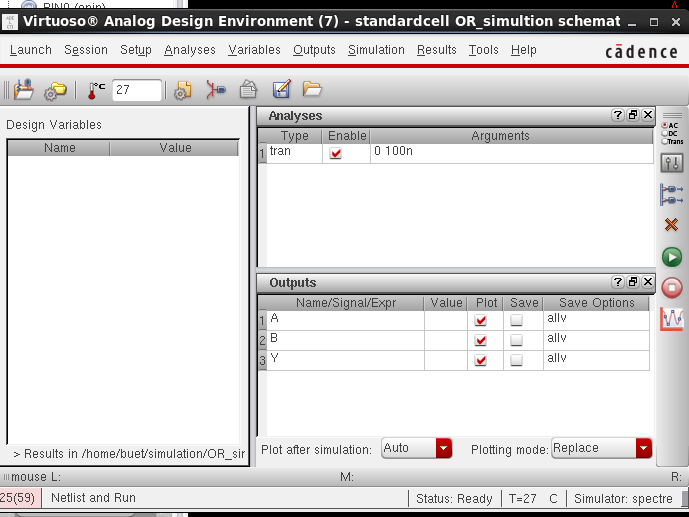 PIN0 (opin)
Virtuoso® Analog Design Environment (7) - standardcell OR_simultion schemat
Launch Session Setup Analyses Variables Outputs Simulation Results Tools Help
cādence
°C 27
Design Variables
Name Value
Analyses
Type Enable Arguments
1 tran 0 100n
AC
DC
Trans
Outputs
Name/Signal/Expr Value Plot Save Save Options
1 A allv
2 B allv
3 Y allv
> Results in /home/buet/simulation/OR_sir
Plot after simulation: Auto Plotting mode: Replace
mouse L: M: R:
25(59) Netlist and Run Status: Ready T=27 C Simulator: spectre